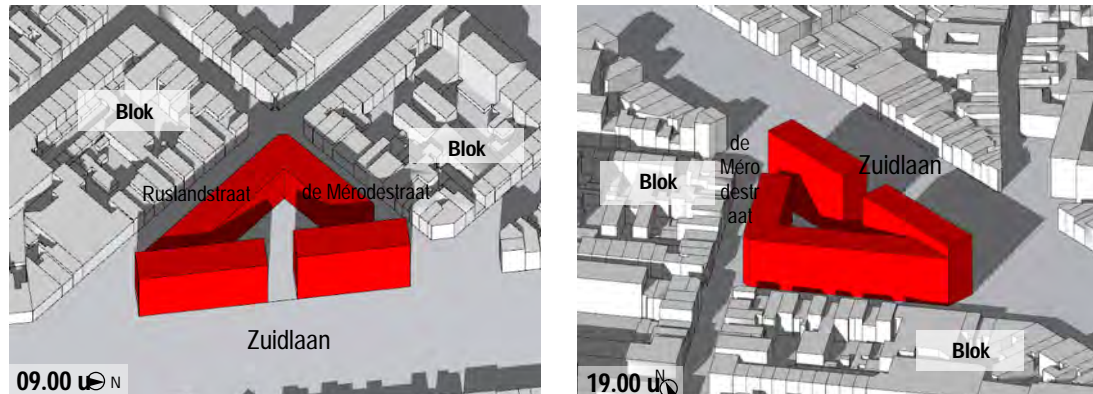 Blok
Blok
Ruslandstraat
de Mérodestraat
Zuidlaan
09.00 u N
de
Méro
destr
aat
Zuidlaan
Blok
Blok
19.00 u N